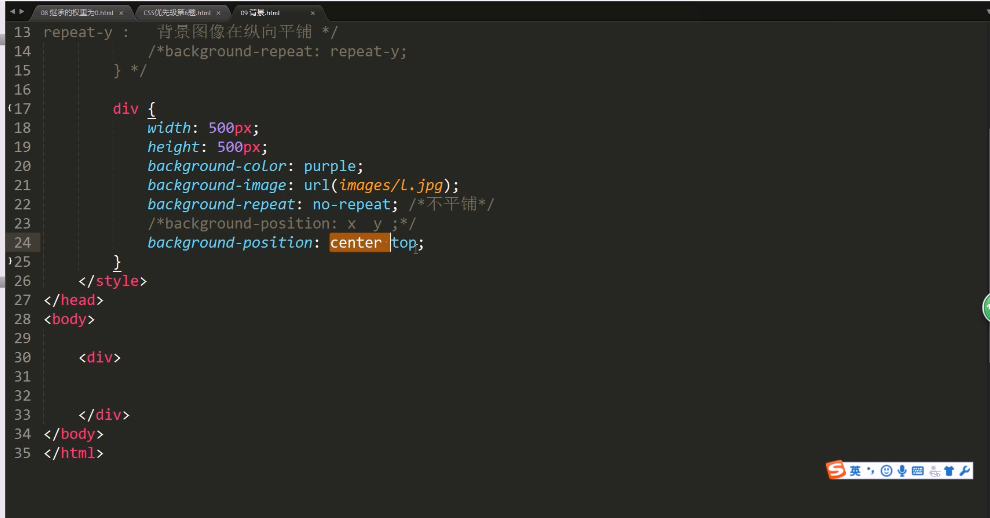 08 继承的权重为0.html × CSS优先级第6题.html × 09 背景.html ×
13 repeat-y : 背景图像在纵向平铺 */
14 /*background-repeat: repeat-y;
15 } */
16
17 div {
18 width: 500px;
19 height: 500px;
20 background-color: purple;
21 background-image: url(images/l.jpg);
22 background-repeat: no-repeat; /*不平铺*/
23 /*background-position: x y ;*/
24 background-position: center top;
25 }
26 </style>
27 </head>
28 <body>
29
30 <div>
31
32
33 </div>
34 </body>
35 </html>
英